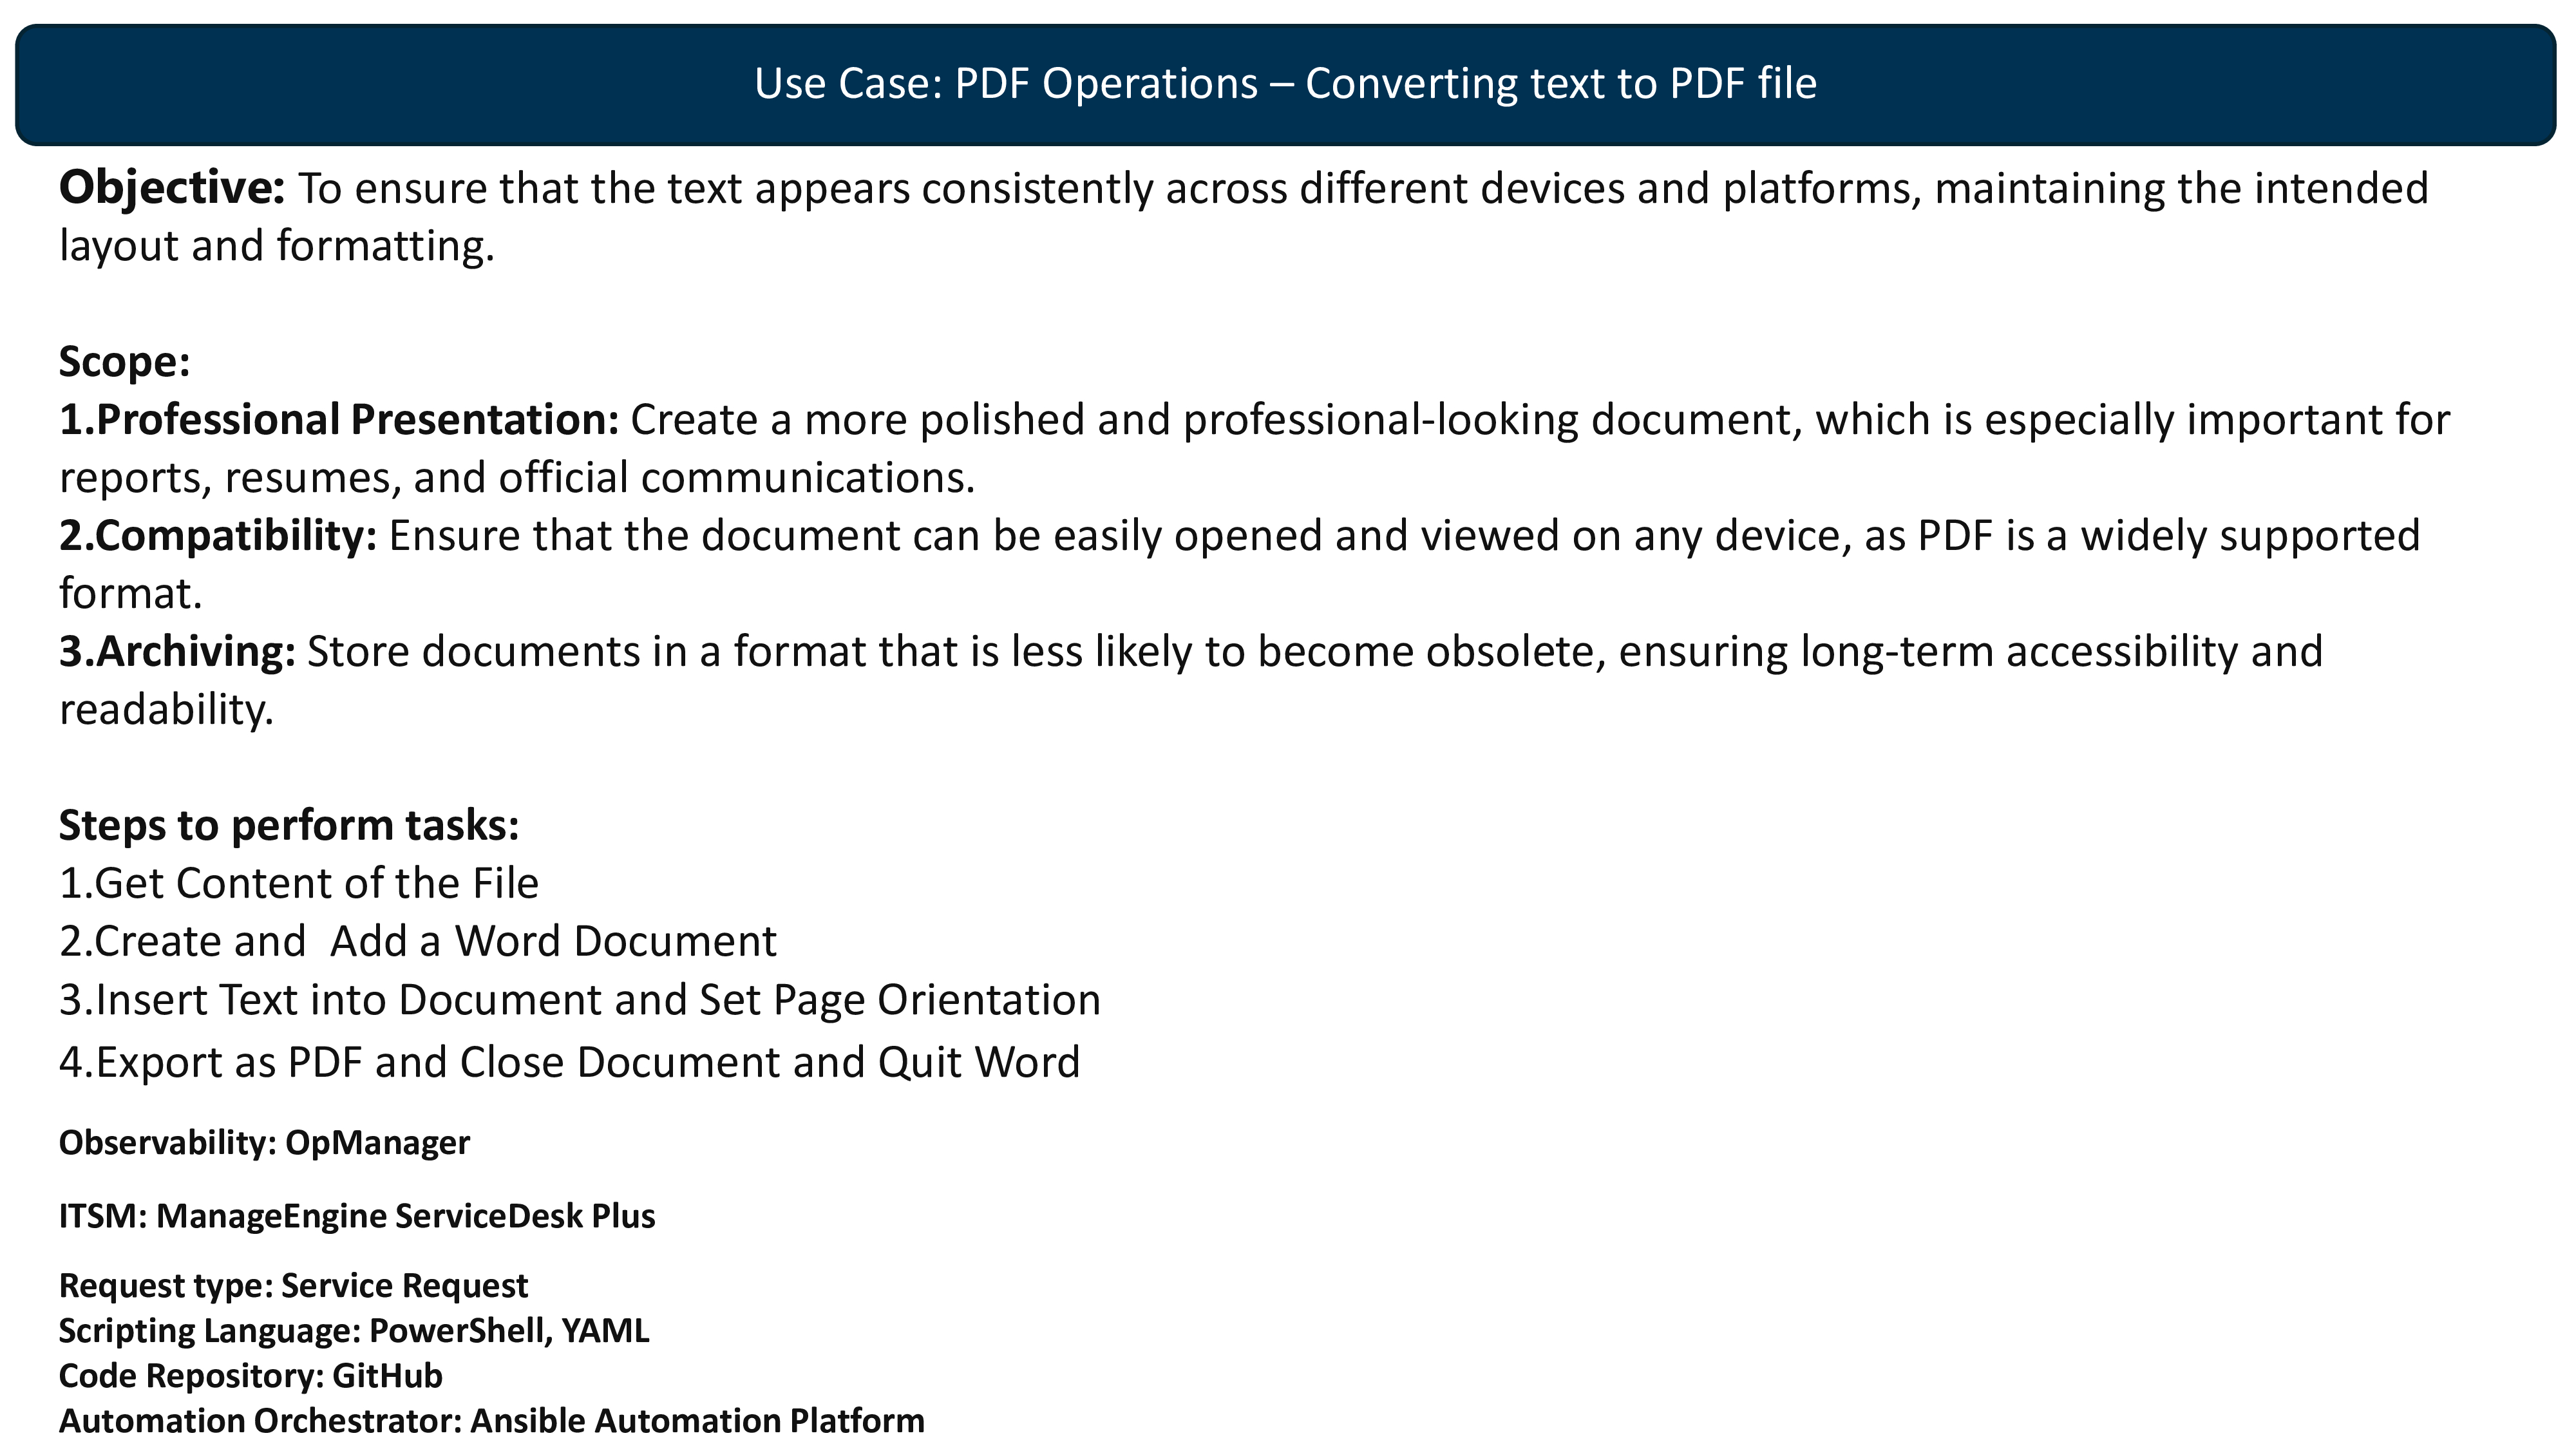 Use Case: PDF Operations – Converting text to PDF file
Objective: To ensure that the text appears consistently across different devices and platforms, maintaining the intended
layout and formatting.
Scope:
1.Professional Presentation: Create a more polished and professional-looking document, which is especially important for
reports, resumes, and official communications.
2.Compatibility: Ensure that the document can be easily opened and viewed on any device, as PDF is a widely supported
format.
3.Archiving: Store documents in a format that is less likely to become obsolete, ensuring long-term accessibility and
readability.
Steps to perform tasks:
1.Get Content of the File
2.Create and  Add a Word Document
3.Insert Text into Document and Set Page Orientation
4.Export as PDF and Close Document and Quit Word
Observability: OpManager
ITSM: ManageEngine ServiceDesk Plus
Request type: Service Request
Scripting Language: PowerShell, YAML
Code Repository: GitHub
Automation Orchestrator: Ansible Automation Platform